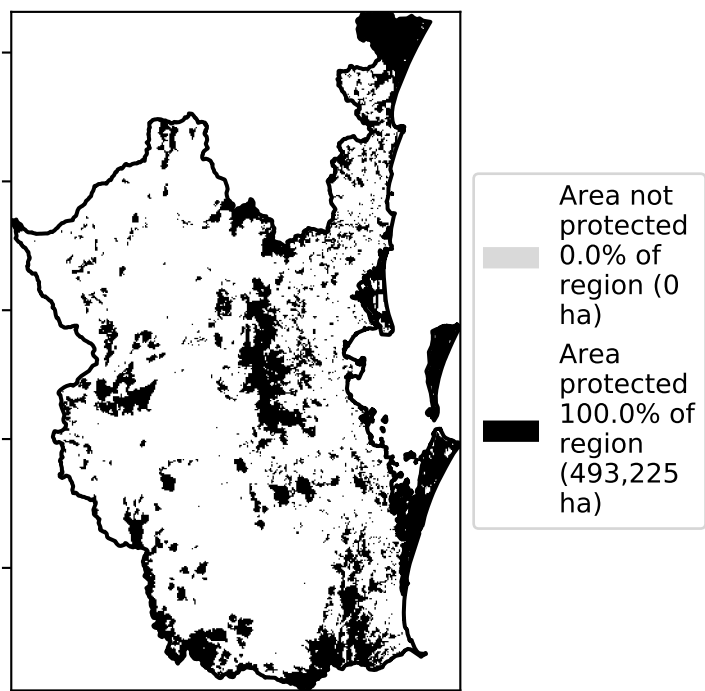 Area not
protected
0.0% of
region (0
ha)
Area
protected
100.0% of
region
(493,225
ha)